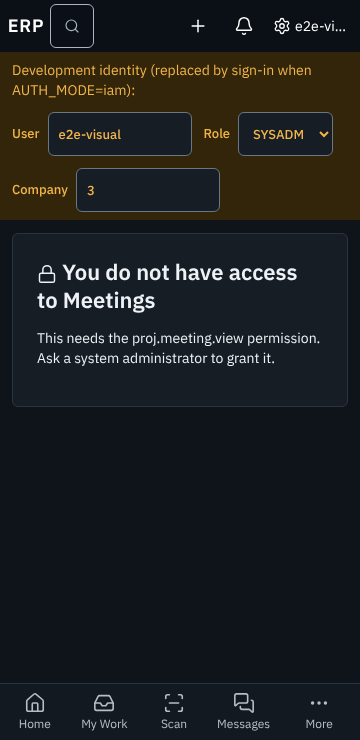 ERP
e2e-vi...
Development identity (replaced by sign-in when
AUTH_MODE=iam):
User e2e-visual Role SYSADM
Company 3
You do not have access
to Meetings
This needs the proj.meeting.view permission.
Ask a system administrator to grant it.
Home My Work Scan Messages More